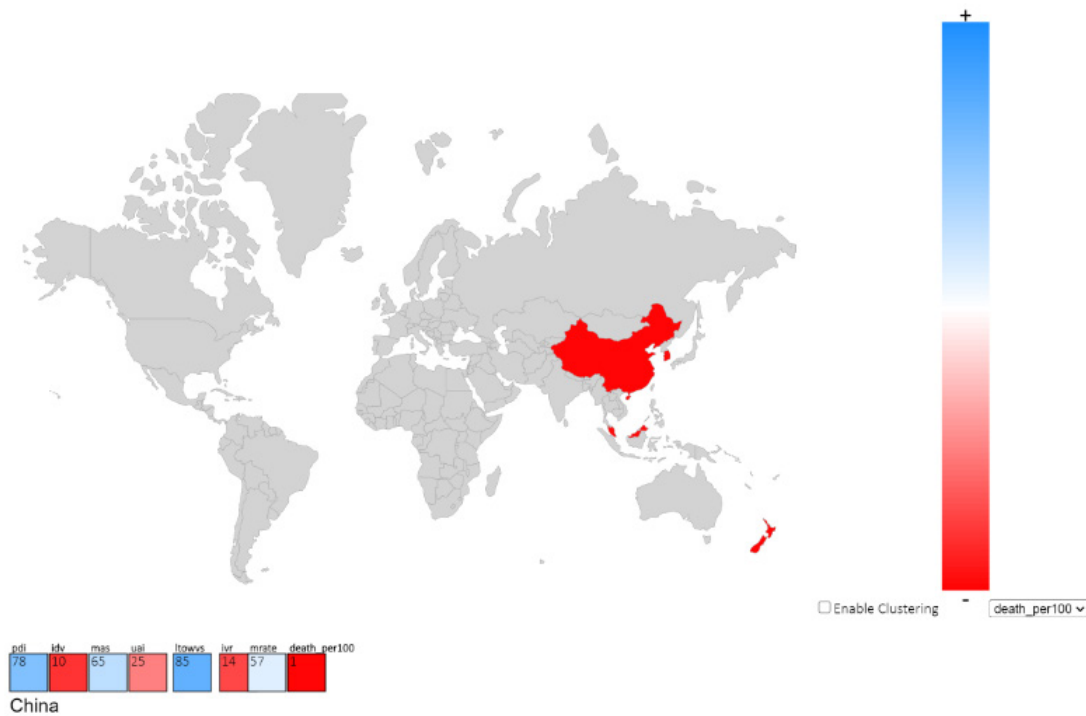 +
Enable Clustering
-
death_per100
pdi idv mas uai ltowvs ivr mrate death_per100
78 10 65 25 85 14 57 1
China